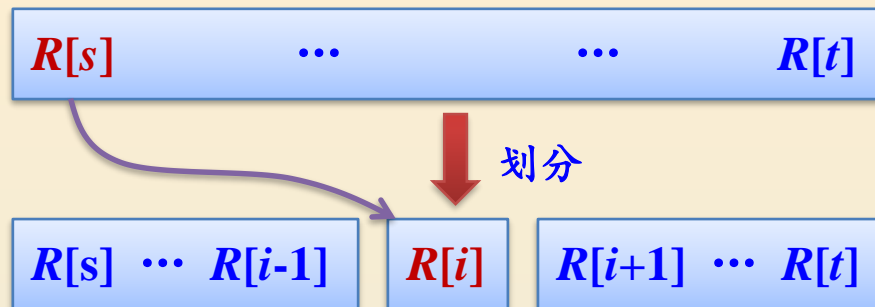 R[s] … … R[t]
划分
R[s] … R[i-1] R[i] R[i+1] … R[t]